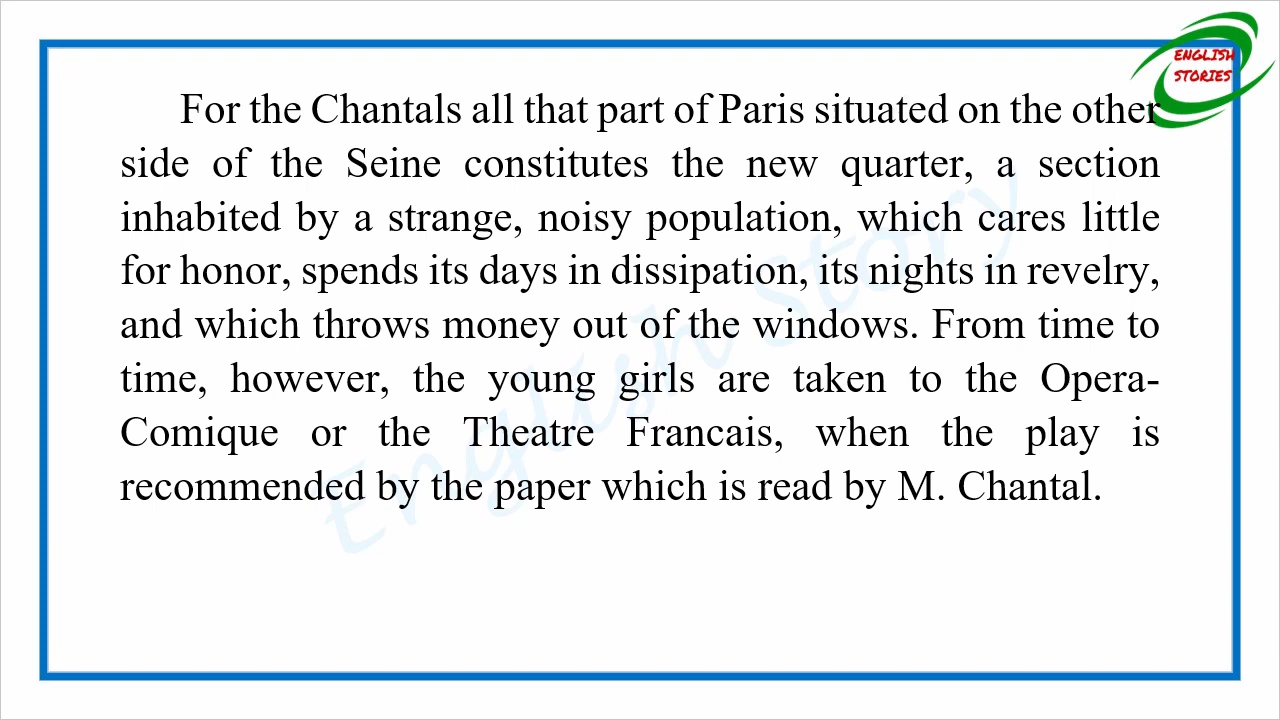 ENGLISH
STORIES
For the Chantals all that part of Paris situated on the other
side of the Seine constitutes the new quarter, a section
inhabited by a strange, noisy population, which cares little
for honor, spends its days in dissipation, its nights in revelry,
and which throws money out of the windows. From time to
time, however, the young girls are taken to the Opera-
Comique or the Theatre Francais, when the play is
recommended by the paper which is read by M. Chantal.
English Story